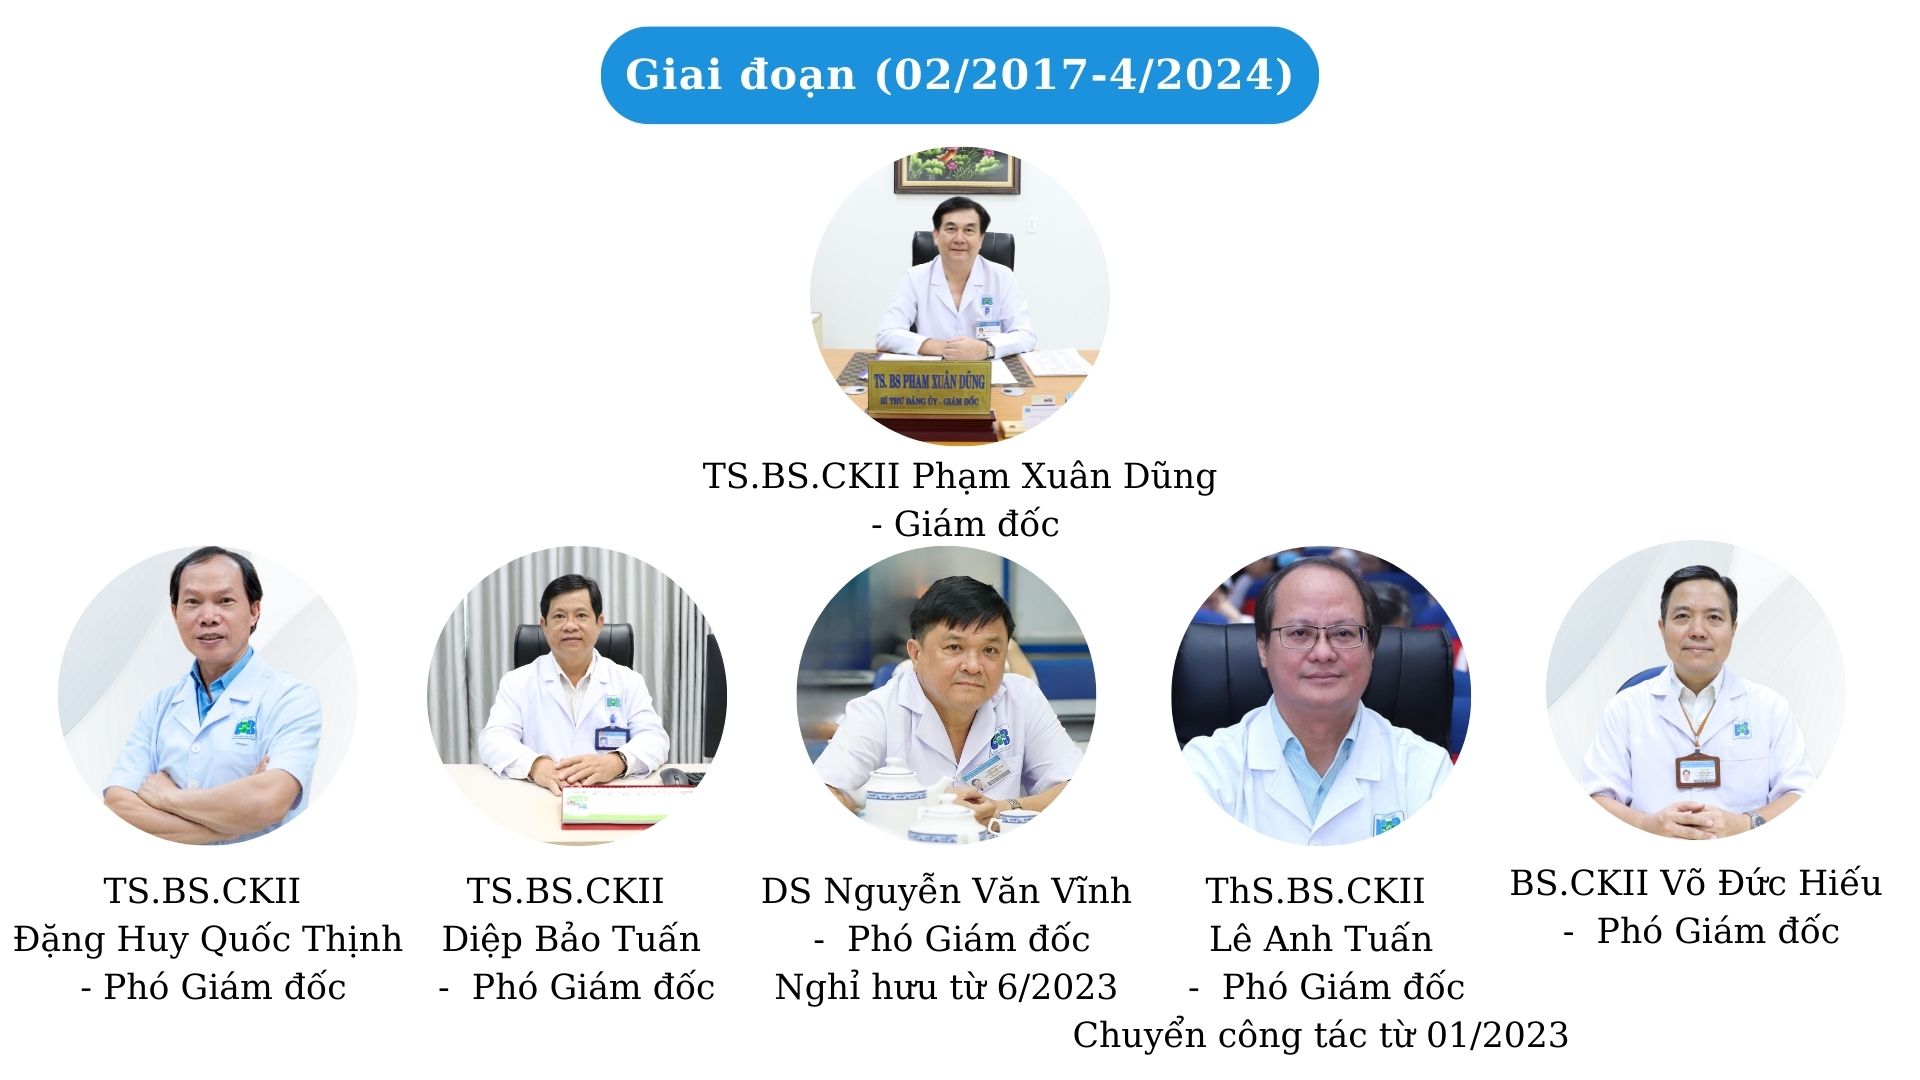 Giai đoạn (02/2017-4/2024)
TS. BS PHẠM XUÂN DŨNG
BÍ THƯ ĐẢNG ỦY - GIÁM ĐỐC
TS.BS.CKII Phạm Xuân Dũng
- Giám đốc
TS.BS.CKII
Đặng Huy Quốc Thịnh
- Phó Giám đốc
TS.BS.CKII
Diệp Bảo Tuấn
- Phó Giám đốc
DS Nguyễn Văn Vĩnh
- Phó Giám đốc
Nghỉ hưu từ 6/2023
ThS.BS.CKII
Lê Anh Tuấn
- Phó Giám đốc
Chuyển công tác từ 01/2023
BS.CKII Võ Đức Hiếu
- Phó Giám đốc